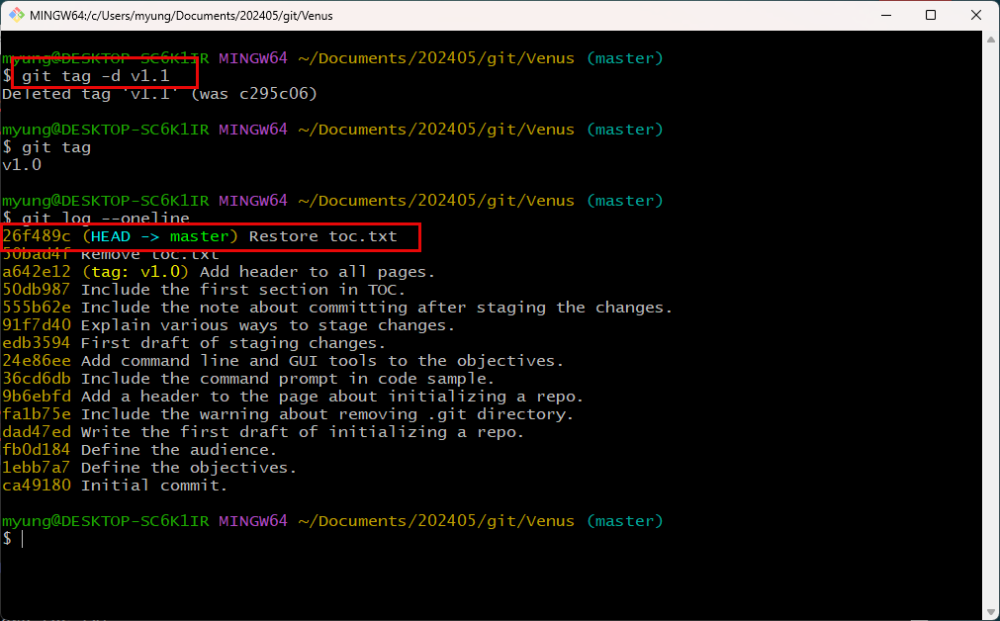 MINGW64:/c/Users/myung/Documents/202405/git/Venus
myung@DESKTOP-SC6K1IR MINGW64 ~/Documents/202405/git/Venus (master)
$ git tag -d v1.1
Deleted tag 'v1.1' (was c295c06)
myung@DESKTOP-SC6K1IR MINGW64 ~/Documents/202405/git/Venus (master)
$ git tag
v1.0
myung@DESKTOP-SC6K1IR MINGW64 ~/Documents/202405/git/Venus (master)
$ git log --oneline
26f489c (HEAD -> master) Restore toc.txt
50bad4f Remove toc.txt
a642e12 (tag: v1.0) Add header to all pages.
50db987 Include the first section in TOC.
555b62e Include the note about committing after staging the changes.
91f7d40 Explain various ways to stage changes.
edb3594 First draft of staging changes.
24e86ee Add command line and GUI tools to the objectives.
36cd6db Include the command prompt in code sample.
9b6ebfd Add a header to the page about initializing a repo.
fa1b75e Include the warning about removing .git directory.
dad47ed Write the first draft of initializing a repo.
fb0d184 Define the audience.
1ebb7a7 Define the objectives.
ca49180 Initial commit.
myung@DESKTOP-SC6K1IR MINGW64 ~/Documents/202405/git/Venus (master)
$